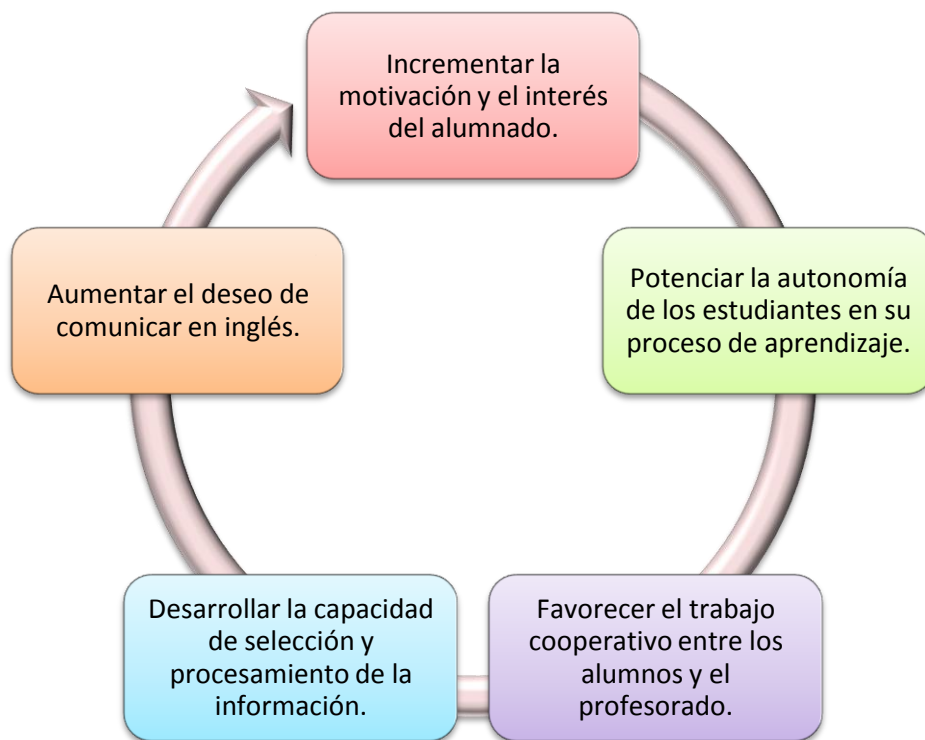 Incrementar la
motivación y el interés
del alumnado.
Potenciar la autonomía
de los estudiantes en su
proceso de aprendizaje.
Favorecer el trabajo
cooperativo entre los
alumnos y el
profesorado.
Desarrollar la capacidad
de selección y
procesamiento de la
información.
Aumentar el deseo de
comunicar en inglés.